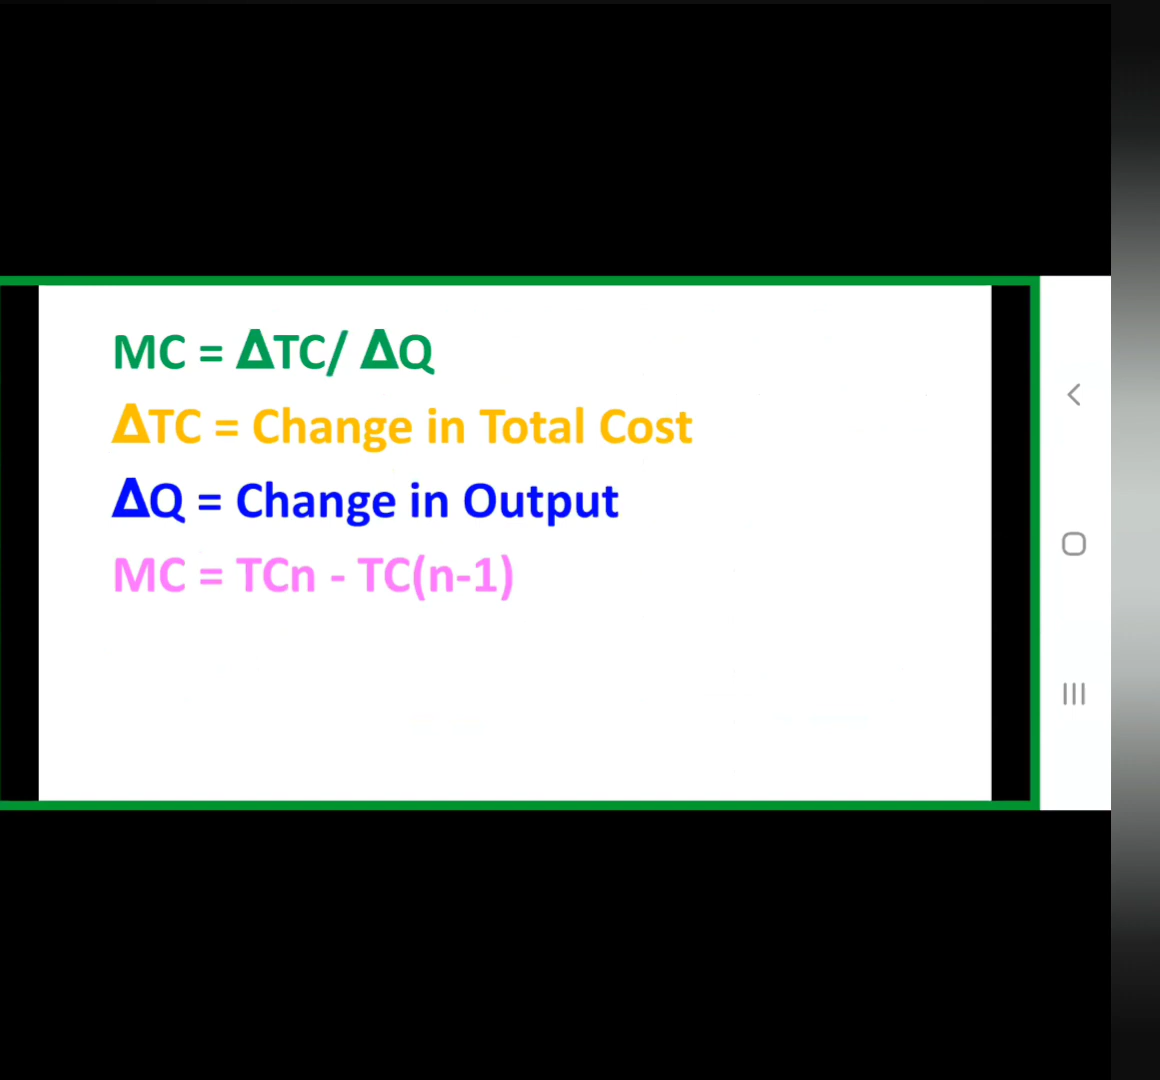 MC = ΔTC/ ΔQ
ΔTC = Change in Total Cost
ΔQ = Change in Output
MC = TCn - TC(n-1)